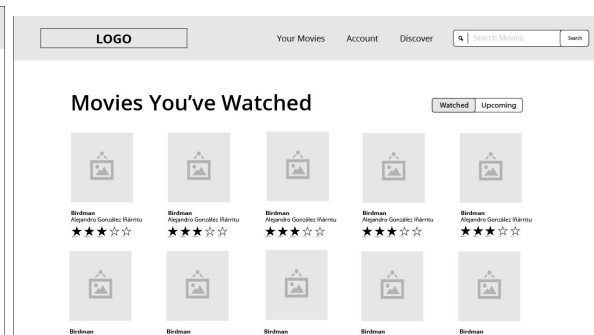 LOGO
Your Movies Account Discover Search Movies Search
Movies You've Watched
Watched Upcoming
Birdman Birdman Birdman Birdman Birdman
Alejandro González Iñárritu Alejandro González Iñárritu Alejandro González Iñárritu Alejandro González Iñárritu Alejandro González Iñárritu
Birdman Birdman Birdman Birdman Birdman